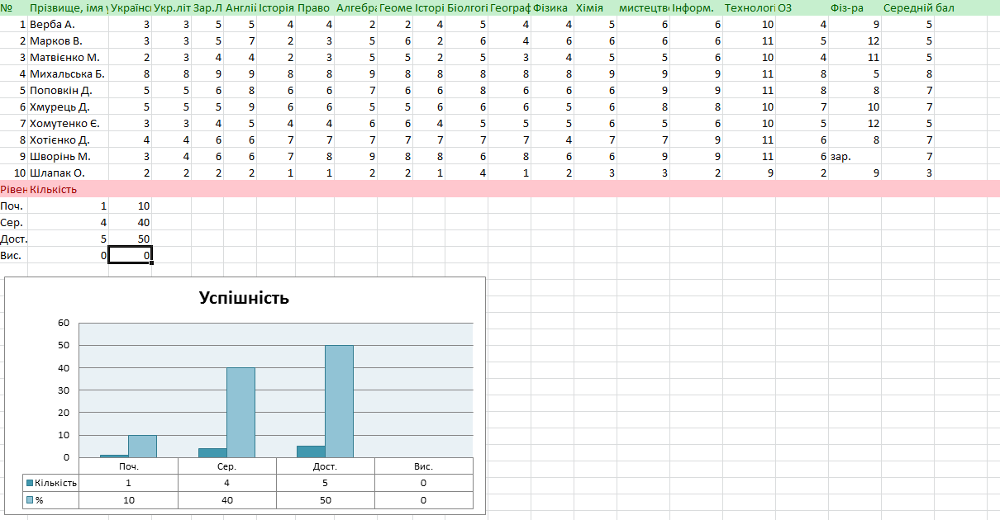 № Прізвище, ім'я Українс Укр.літ Зар.Л Англій Історія Право Алгебра Геоме Історі Біологі Географ Фізика Хімія мистецтв Інформ. Технологі ОЗ Фіз-ра Середній бал
1 Верба А. 3 3 5 5 4 4 2 2 4 5 4 4 5 6 6 10 4 9 5
2 Марков В. 3 3 5 7 2 3 5 6 2 6 4 6 6 6 6 11 5 12 5
3 Матвієнко М. 2 3 4 4 2 3 5 5 2 5 3 4 5 5 6 10 4 11 5
4 Михальська Б. 8 8 9 9 8 8 9 8 8 8 8 8 9 9 9 11 8 5 8
5 Поповкін Д. 5 5 6 8 6 6 7 6 6 8 6 6 6 9 9 11 8 8 7
6 Хмурець Д. 5 5 5 9 6 6 5 5 6 6 6 5 6 8 8 10 7 10 7
7 Хомутенко Є. 3 3 4 5 4 4 6 6 4 5 5 5 6 5 6 10 5 12 5
8 Хотієнко Д. 4 4 6 6 7 7 7 7 7 7 7 4 7 7 9 11 6 8 7
9 Шворінь М. 3 4 6 6 7 8 9 8 8 6 8 6 6 9 9 11 6 зар. 7
10 Шлапак О. 2 2 2 2 1 1 2 2 1 4 1 2 3 3 2 9 2 9 3
Рівен Кількість
Поч. 1 10
Сер. 4 40
Дост. 5 50
Вис. 0 0
Успішність
60
50
40
30
20
10
0
Поч. Сер. Дост. Вис.
Кількість 1 4 5 0
% 10 40 50 0